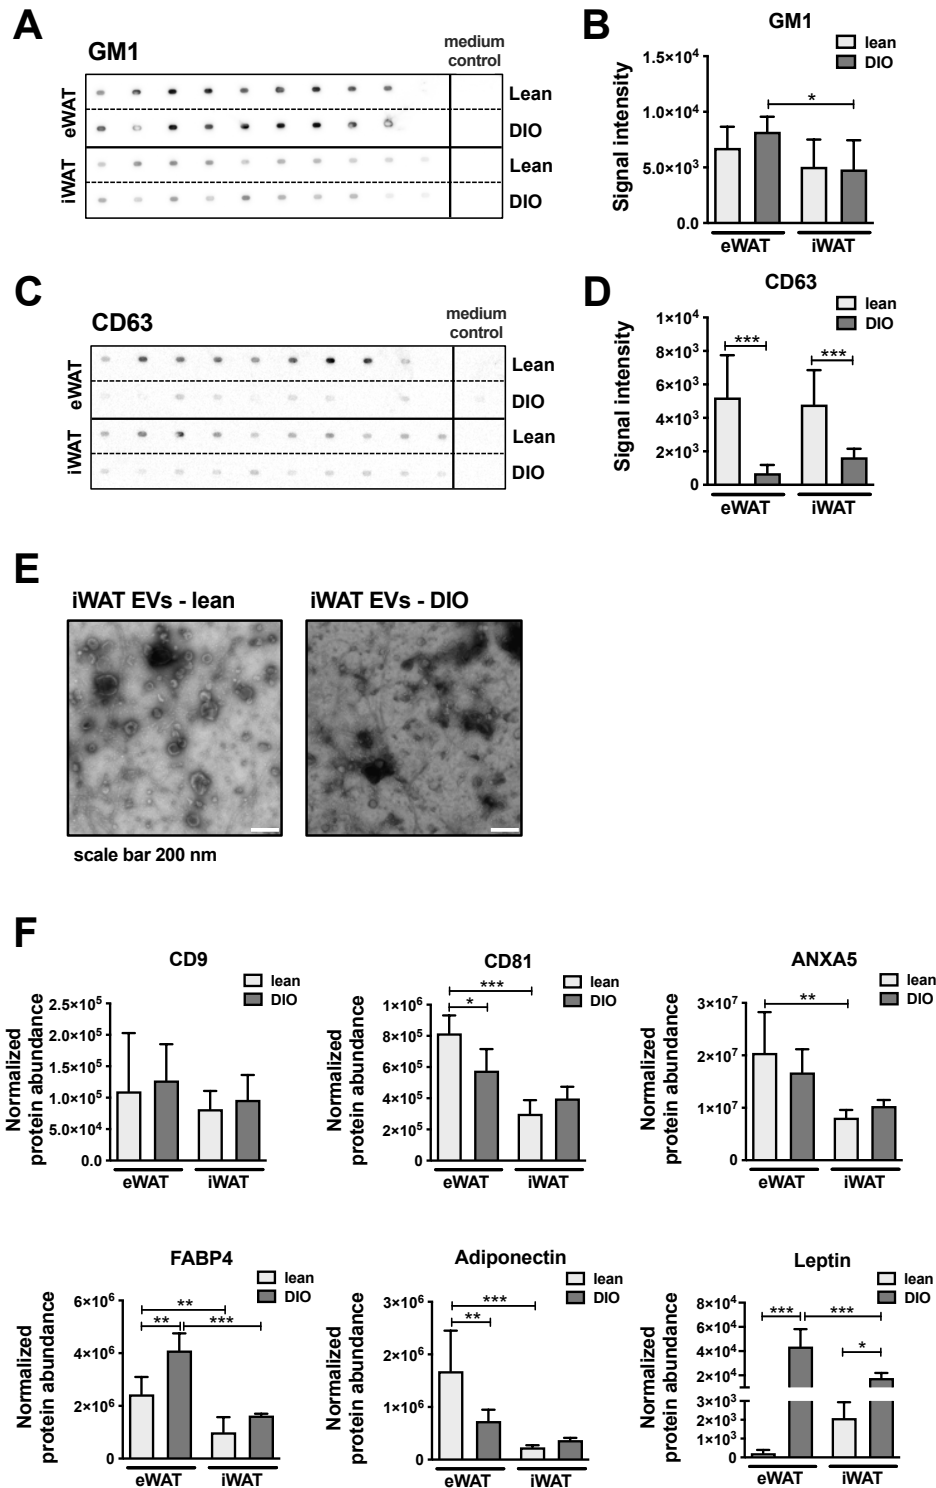 A
GM1
medium
control
eWAT
Lean
DIO
iWAT
Lean
DIO
B
GM1
lean
DIO
Signal intensity
1.5×10⁴
1.0×10⁴
5.0×10³
0.0
*
eWAT
iWAT
C
CD63
medium
control
eWAT
Lean
DIO
iWAT
Lean
DIO
D
CD63
lean
DIO
Signal intensity
1×10⁴
8×10³
6×10³
4×10³
2×10³
0
***
***
eWAT
iWAT
E
iWAT EVs - lean
iWAT EVs - DIO
scale bar 200 nm
F
CD9
lean
DIO
Normalized
protein abundance
2.5×10⁵
2.0×10⁵
1.5×10⁵
1.0×10⁵
5.0×10⁴
0.0
eWAT
iWAT
CD81
lean
DIO
Normalized
protein abundance
1×10⁶
8×10⁵
6×10⁵
4×10⁵
2×10⁵
0
***
*
eWAT
iWAT
ANXA5
lean
DIO
Normalized
protein abundance
3×10⁷
2×10⁷
1×10⁷
0
**
eWAT
iWAT
FABP4
lean
DIO
Normalized
protein abundance
6×10⁶
4×10⁶
2×10⁶
0
**
**
***
eWAT
iWAT
Adiponectin
lean
DIO
Normalized
protein abundance
3×10⁶
2×10⁶
1×10⁶
0
***
**
eWAT
iWAT
Leptin
lean
DIO
Normalized
protein abundance
8×10⁴
6×10⁴
4×10⁴
2×10⁴
3×10³
2×10³
1×10³
0
***
***
*
eWAT
iWAT